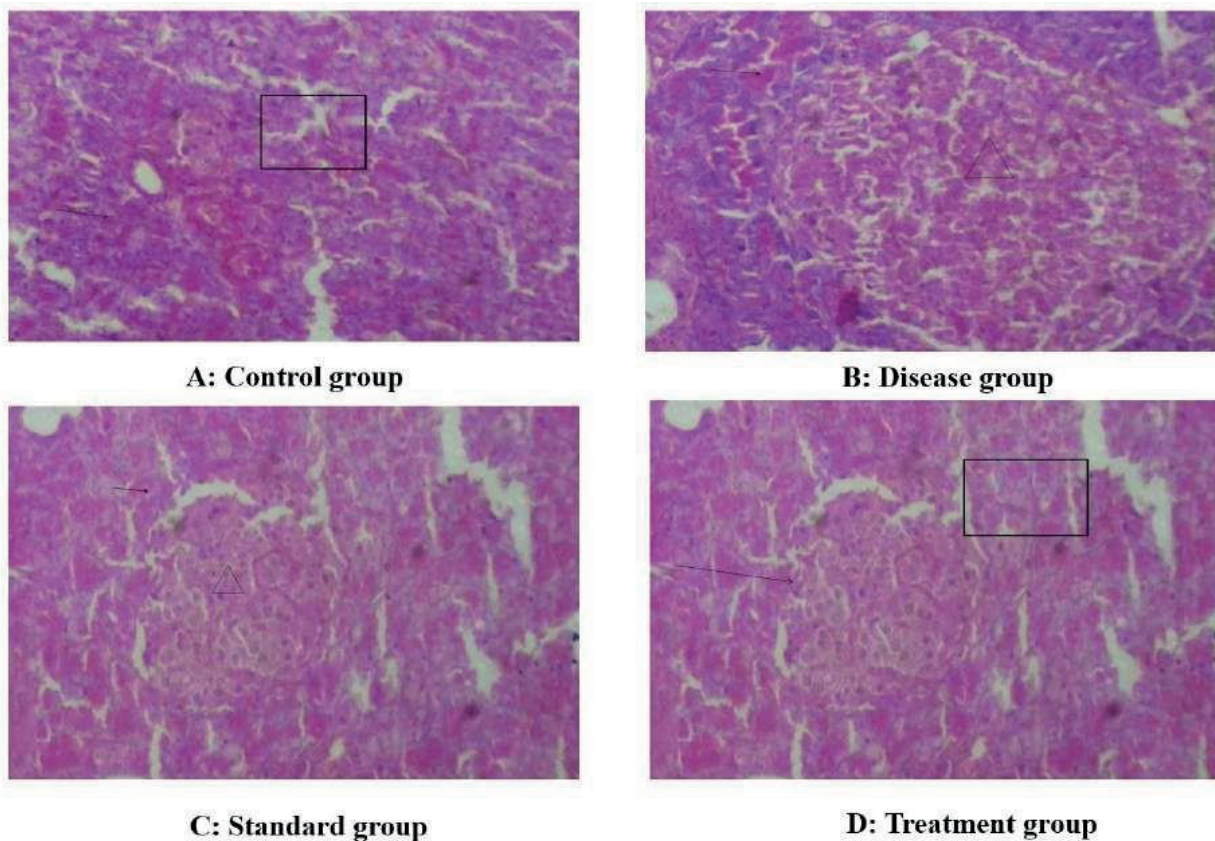 A: Control group
B: Disease group
C: Standard group
D: Treatment group